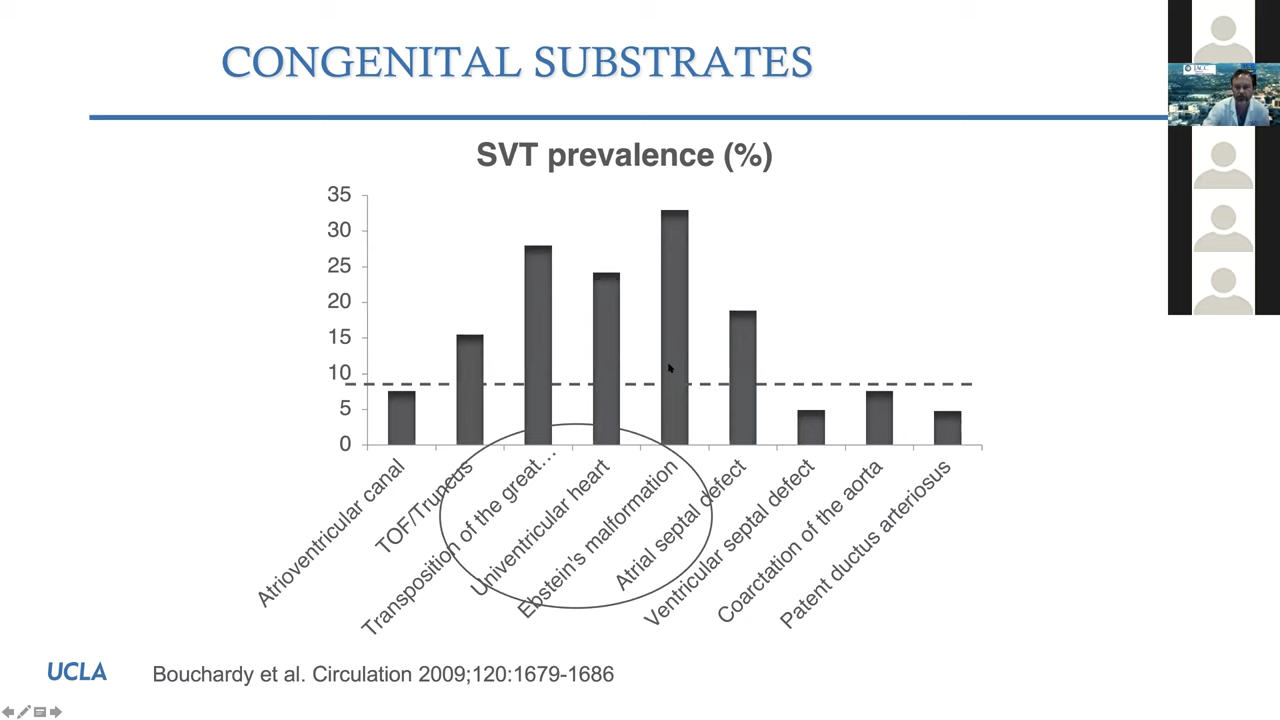 CONGENITAL SUBSTRATES
SVT prevalence (%)
35
30
25
20
15
10
5
0
Atrioventricular canal
TOF/Truncus
Transposition of the great...
Univentricular heart
Ebstein's malformation
Atrial septal defect
Ventricular septal defect
Coarctation of the aorta
Patent ductus arteriosus
UCLA
Bouchardy et al. Circulation 2009;120:1679-1686